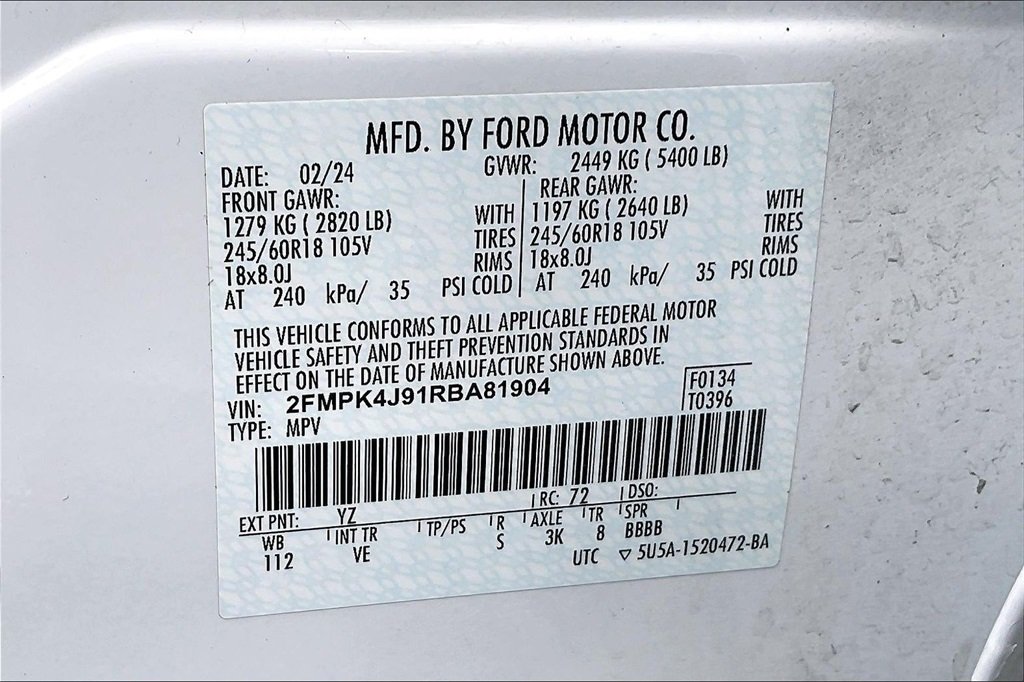 MFD. BY FORD MOTOR CO.
DATE: 02/24 GVWR: 2449 KG ( 5400 LB)
FRONT GAWR: REAR GAWR:
1279 KG ( 2820 LB) WITH 1197 KG ( 2640 LB) WITH
245/60R18 105V TIRES 245/60R18 105V TIRES
18x8.0J RIMS 18x8.0J RIMS
AT 240 kPa/ 35 PSI COLD AT 240 kPa/ 35 PSI COLD
THIS VEHICLE CONFORMS TO ALL APPLICABLE FEDERAL MOTOR
VEHICLE SAFETY AND THEFT PREVENTION STANDARDS IN
EFFECT ON THE DATE OF MANUFACTURE SHOWN ABOVE.
VIN: 2FMPK4J91RBA81904 F0134
TYPE: MPV T0396
EXT PNT: YZ RC: 72 DSO:
WB INT TR TP/PS R AXLE TR SPR
112 VE S 3K 8 BBBB
UTC ▽ 5U5A-1520472-BA